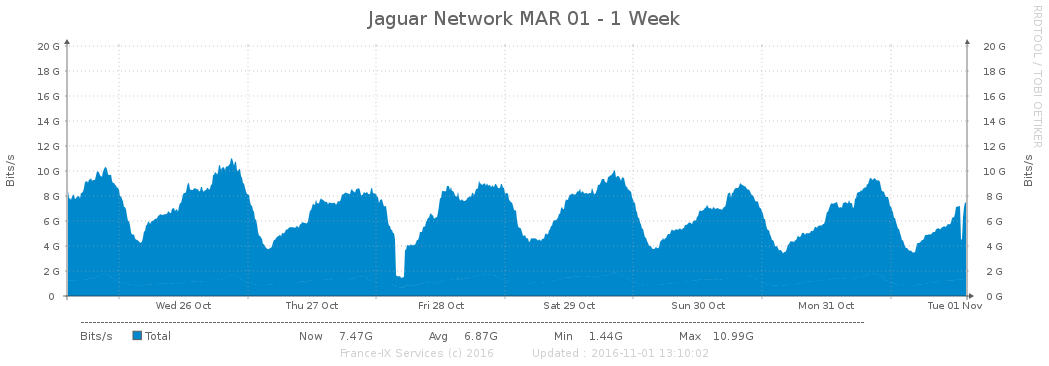 Jaguar Network MAR 01 - 1 Week
RRDTOOL / TOBI OETIKER
Bits/s
20 G 20 G
18 G 18 G
16 G 16 G
14 G 14 G
12 G 12 G
10 G 10 G
8 G 8 G
6 G 6 G
4 G 4 G
2 G 2 G
0 0 G
Bits/s
Wed 26 Oct Thu 27 Oct Fri 28 Oct Sat 29 Oct Sun 30 Oct Mon 31 Oct Tue 01 Nov
Bits/s Total Now 7.47G Avg 6.87G Min 1.44G Max 10.99G
France-IX Services (c) 2016 Updated : 2016-11-01 13:10:02